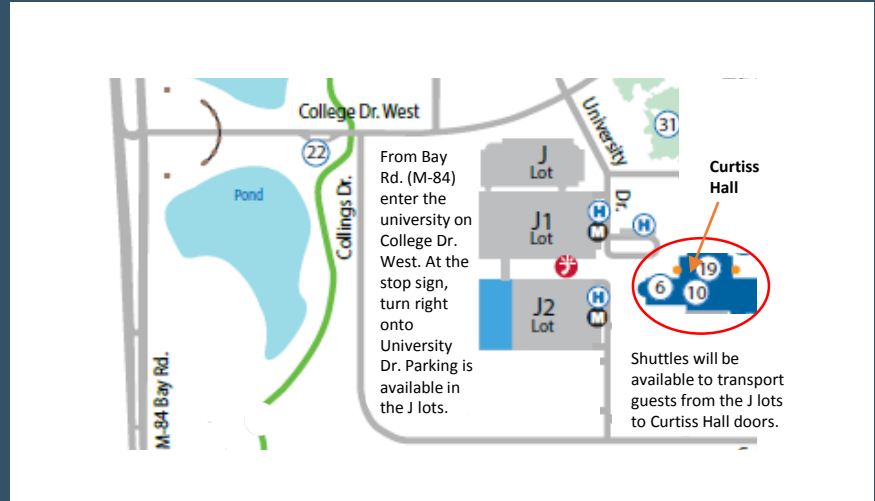 College Dr. West
22
University
31
From Bay
Rd. (M-84)
enter the
university on
College Dr.
West. At the
stop sign,
turn right
onto
University
Dr. Parking is
available in
the J lots.
J
Lot
Curtiss
Hall
Pond
Collings Dr.
Dr.
J1
Lot
H
M
H
19
6
10
J2
Lot
H
M
M-84 Bay Rd.
Shuttles will be
available to transport
guests from the J lots
to Curtiss Hall doors.